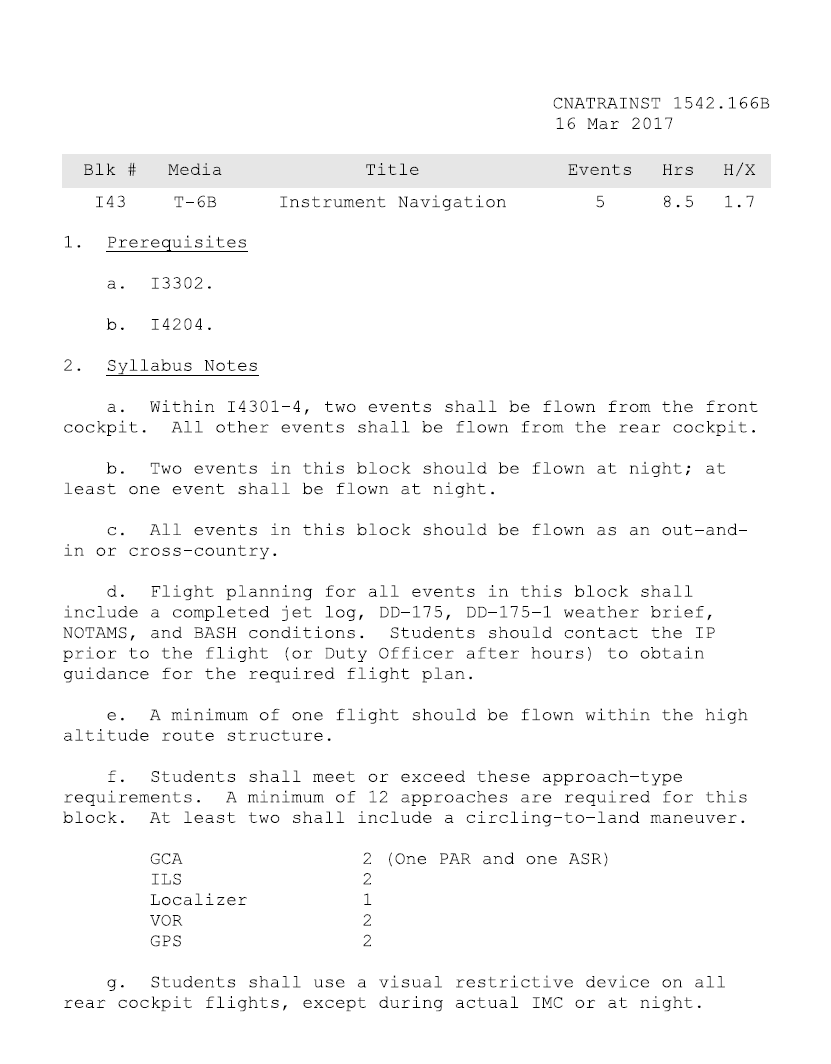 CNATRAINST 1542.166B
16 Mar 2017
Blk # Media Title Events Hrs H/X
I43 T-6B Instrument Navigation 5 8.5 1.7
1. Prerequisites
a. I3302.
b. I4204.
2. Syllabus Notes
a. Within I4301-4, two events shall be flown from the front
cockpit. All other events shall be flown from the rear cockpit.
b. Two events in this block should be flown at night; at
least one event shall be flown at night.
c. All events in this block should be flown as an out-and-
in or cross-country.
d. Flight planning for all events in this block shall
include a completed jet log, DD-175, DD-175-1 weather brief,
NOTAMS, and BASH conditions. Students should contact the IP
prior to the flight (or Duty Officer after hours) to obtain
guidance for the required flight plan.
e. A minimum of one flight should be flown within the high
altitude route structure.
f. Students shall meet or exceed these approach-type
requirements. A minimum of 12 approaches are required for this
block. At least two shall include a circling-to-land maneuver.
GCA 2 (One PAR and one ASR)
ILS 2
Localizer 1
VOR 2
GPS 2
g. Students shall use a visual restrictive device on all
rear cockpit flights, except during actual IMC or at night.